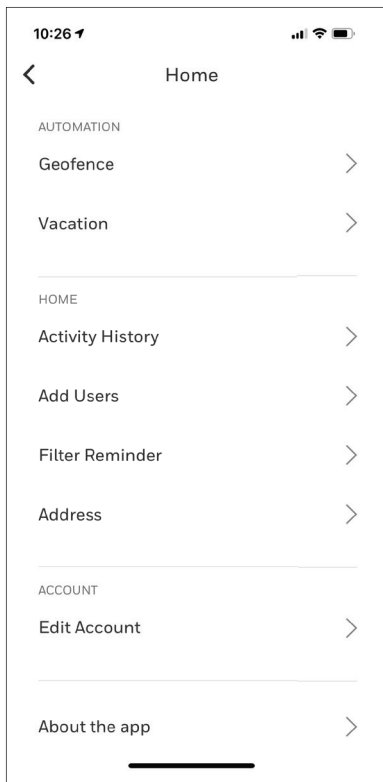 10:26
Home
AUTOMATION
Geofence
Vacation
HOME
Activity History
Add Users
Filter Reminder
Address
ACCOUNT
Edit Account
About the app